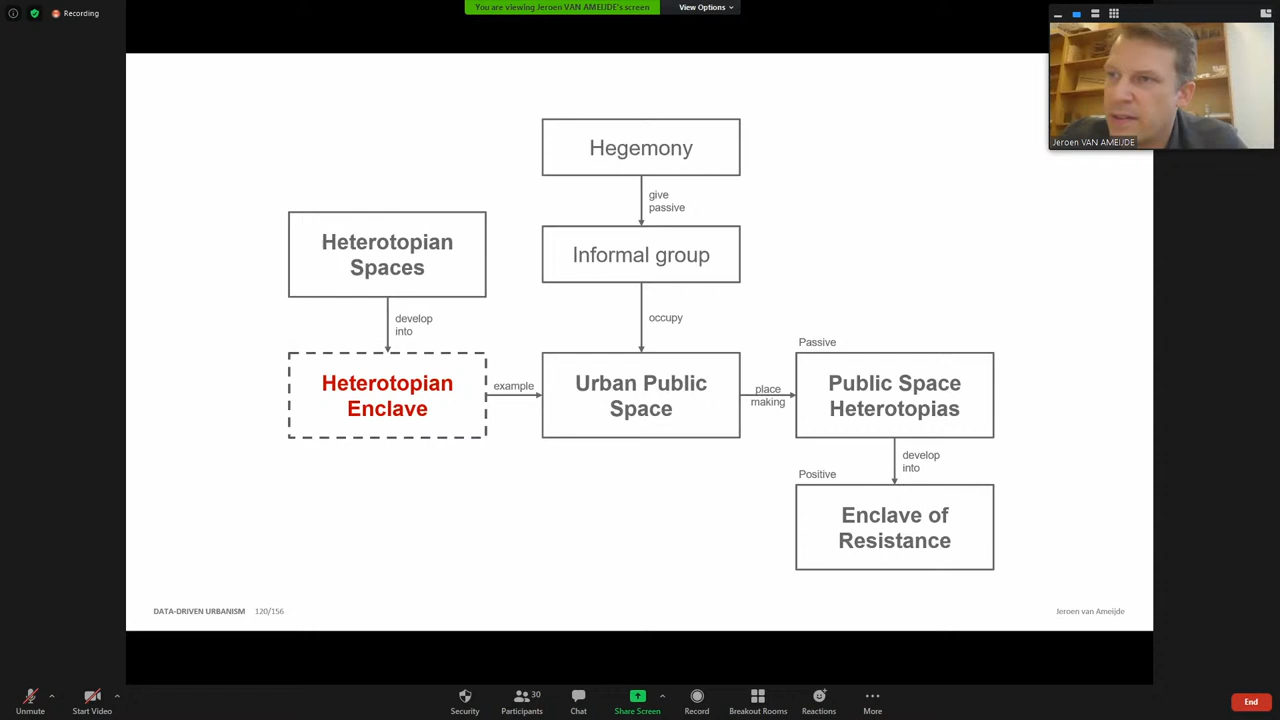 Recording
You are viewing Jeroen VAN AMEIJDE's screen
View Options
Jeroen VAN AMEIJDE
Hegemony
give
passive
Heterotopian
Spaces
Informal group
develop
into
occupy
Heterotopian
Enclave
example
Urban Public
Space
place
making
Passive
Public Space
Heterotopias
develop
into
Positive
Enclave of
Resistance
DATA-DRIVEN URBANISM 120/156
Jeroen van Ameijde
Unmute
Start Video
Security
Participants
30
Chat
Share Screen
Record
Breakout Rooms
Reactions
More
End